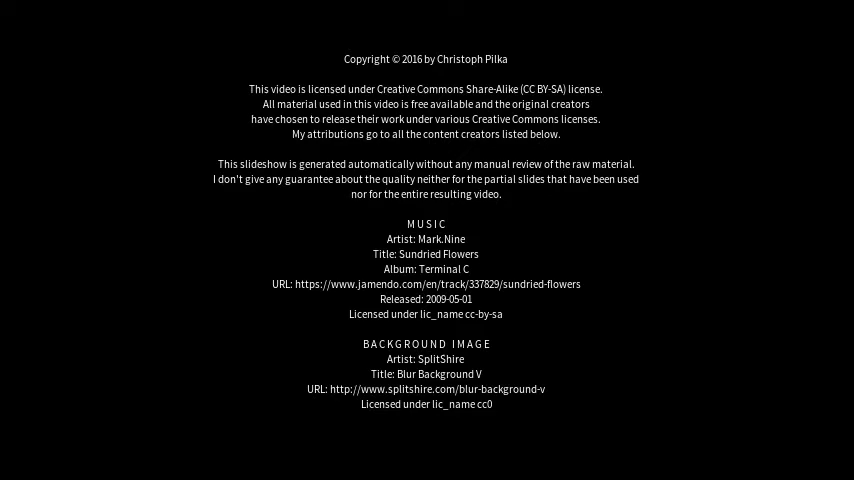 Copyright © 2016 by Christoph Pilka
This video is licensed under Creative Commons Share-Alike (CC BY-SA) license.
All material used in this video is free available and the original creators
have chosen to release their work under various Creative Commons licenses.
My attributions go to all the content creators listed below.
This slideshow is generated automatically without any manual review of the raw material.
I don't give any guarantee about the quality neither for the partial slides that have been used
nor for the entire resulting video.
M U S I C
Artist: Mark.Nine
Title: Sundried Flowers
Album: Terminal C
URL: https://www.jamendo.com/en/track/337829/sundried-flowers
Released: 2009-05-01
Licensed under lic_name cc-by-sa
B A C K G R O U N D   I M A G E
Artist: SplitShire
Title: Blur Background V
URL: http://www.splitshire.com/blur-background-v
Licensed under lic_name cc0